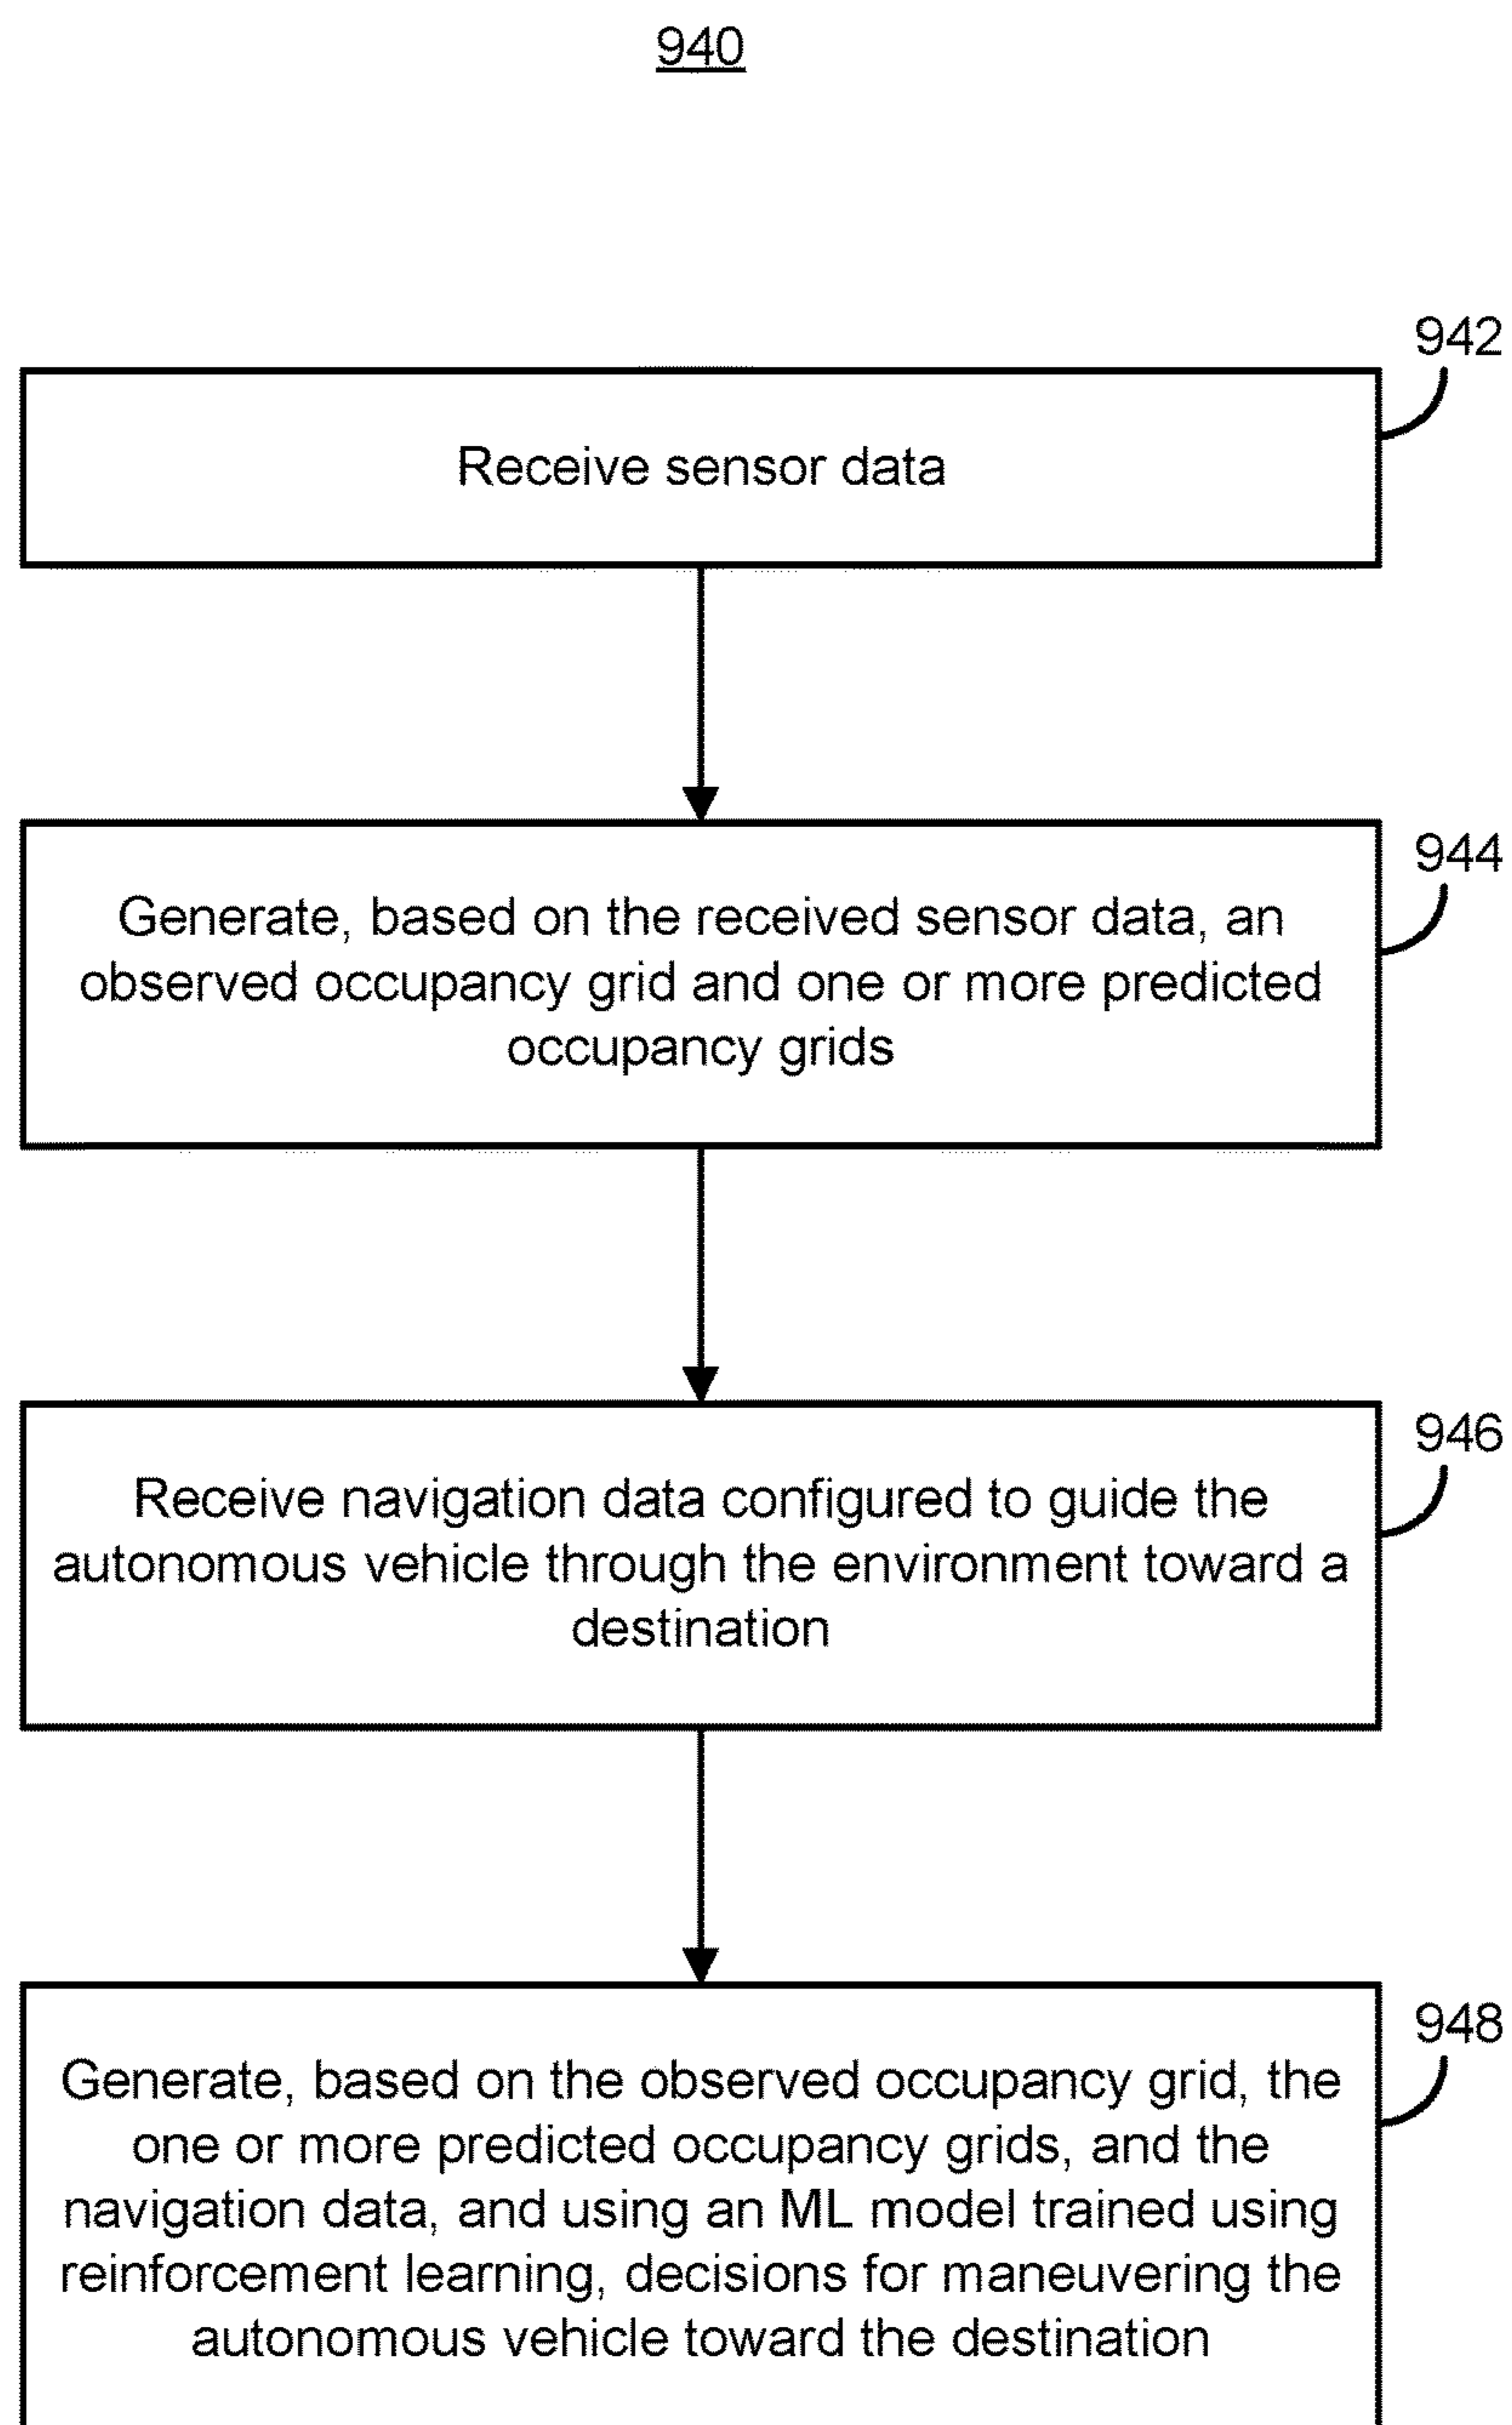 940
942
Receive sensor data
944
Generate, based on the received sensor data, an
observed occupancy grid and one or more predicted
occupancy grids
946
Receive navigation data configured to guide the
autonomous vehicle through the environment toward a
destination
948
Generate, based on the observed occupancy grid, the
one or more predicted occupancy grids, and the
navigation data, and using an ML model trained using
reinforcement learning, decisions for maneuvering the
autonomous vehicle toward the destination